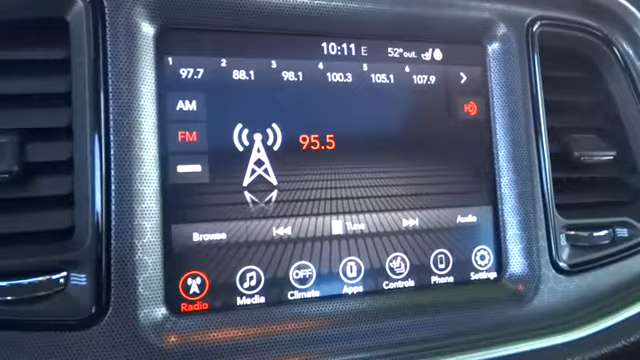 10:11 E 52° out.
1 2 3 4 5 6
97.7 88.1 98.1 100.3 105.1 107.9
AM
FM
95.5
Browse Tune Audio
OFF
Radio Media Climate Apps Controls Phone Settings